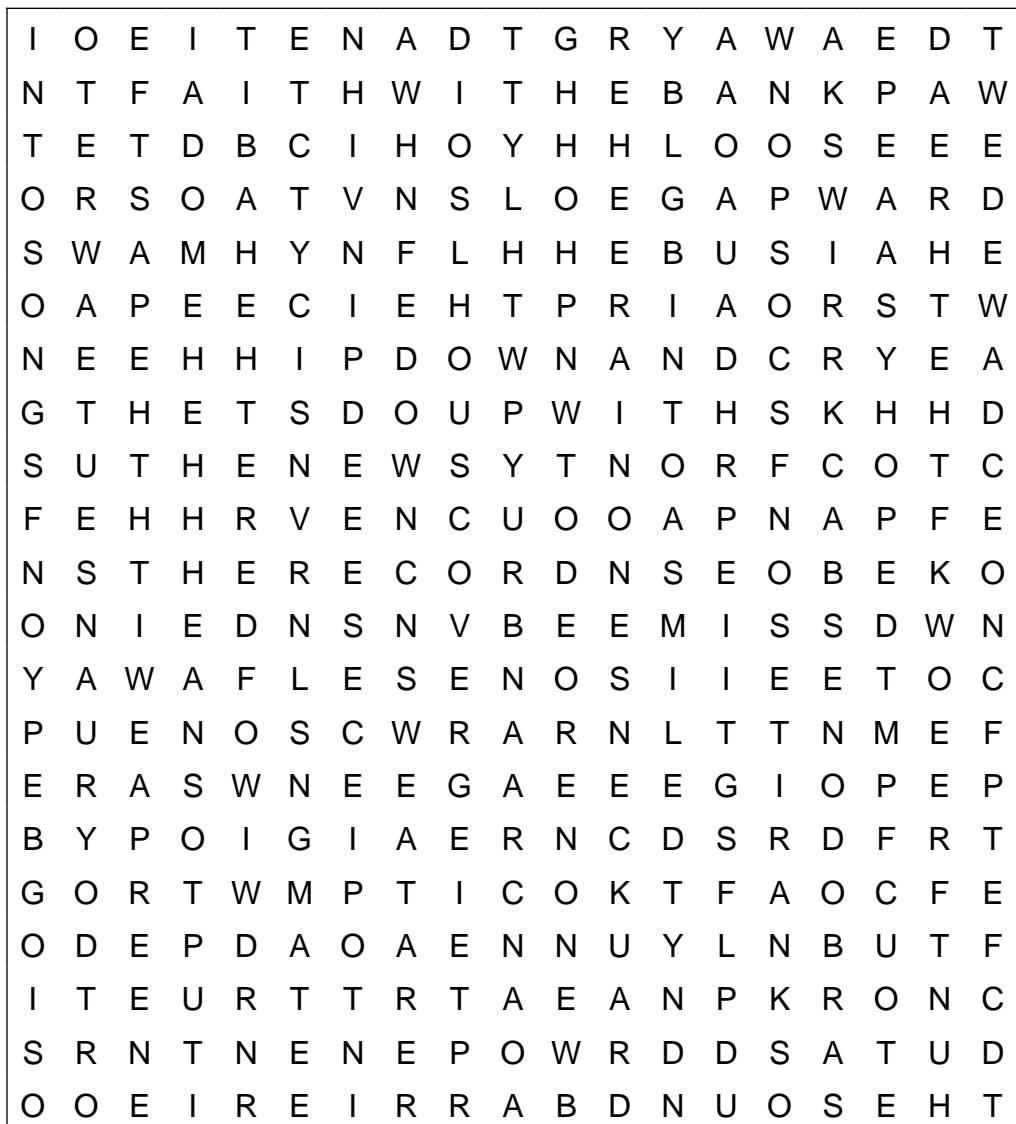 I O E I T E N A D T G R Y A W A E D T
N T F A I T H W I T H E B A N K P A W
T E T D B C I H O Y H H L O O S E E E
O R S O A T V N S L O E G A P W A R D
S W A M H Y N F L H H E B U S I A H E
O A P E E C I E H T P R I A O R S T W
N E E H H I P D O W N A N D C R Y E A
G T H E T S D O U P W I T H S K H H D
S U T H E N E W S Y T N O R F C O T C
F E H H R V E N C U O O A P N A P F E
N S T H E R E C O R D N S E O B E K O
O N I E D N S N V B E E M I S S D W N
Y A W A F L E S E N O S I I E E T O C
P U E N O S C W R A R N L T T N M E F
E R A S W N E E G A E E E G I O P E P
B Y P O I G I A E R N C D S R D F R T
G O R T W M P T I C O K T F A O C F E
O D E P D A O A E N N U Y L N B U T F
I T E U R T T R T A E A N P K R O N C
S R N T N E N E P O W R D D S A T U D
O O E I R E I R R A B D N U O S E H T